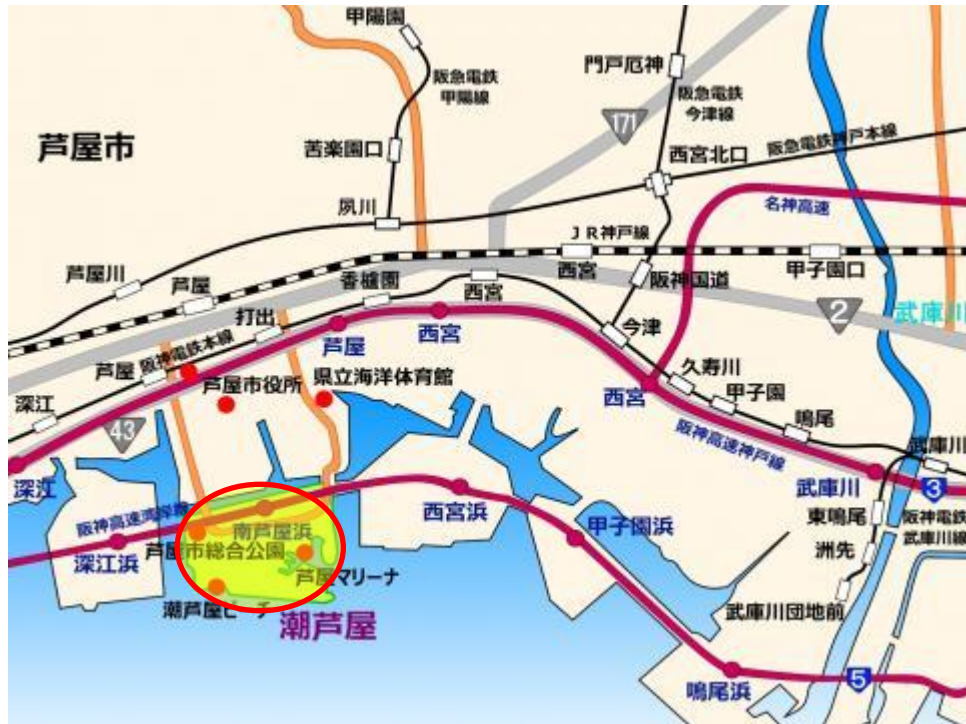 甲陽園
阪急電鉄
甲陽線
門戸厄神
阪急電鉄
今津線
171
芦屋市
苦楽園口
西宮北口
阪急電鉄神戸本線
夙川
名神高速
JR神戸線
芦屋川
芦屋
香櫨園
西宮
西宮
阪神国道
甲子園口
打出
芦屋
西宮
今津
2
武庫川
芦屋
阪神電鉄本線
芦屋市役所
県立海洋体育館
西宮
久寿川
甲子園
深江
43
鳴尾
阪神高速神戸線
武庫川
深江
武庫川
3
阪神高速湾岸線
南芦屋浜
西宮浜
甲子園浜
東鳴尾
阪神電鉄
武庫川線
深江浜
芦屋市総合公園
洲先
芦屋マリーナ
潮芦屋ビーチ
武庫川団地前
潮芦屋
鳴尾浜
5